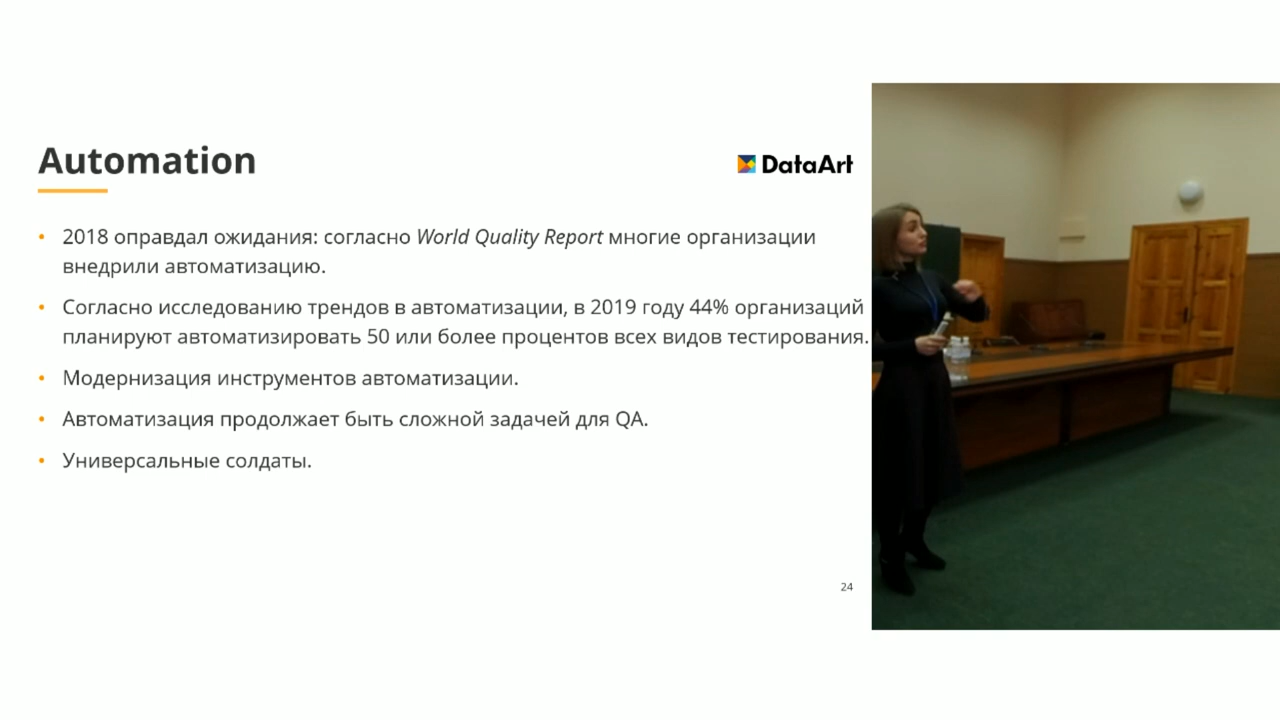 Automation
DataArt
• 2018 оправдал ожидания: согласно World Quality Report многие организации
внедрили автоматизацию.
• Согласно исследованию трендов в автоматизации, в 2019 году 44% организаций
планируют автоматизировать 50 или более процентов всех видов тестирования.
• Модернизация инструментов автоматизации.
• Автоматизация продолжает быть сложной задачей для QA.
• Универсальные солдаты.
24